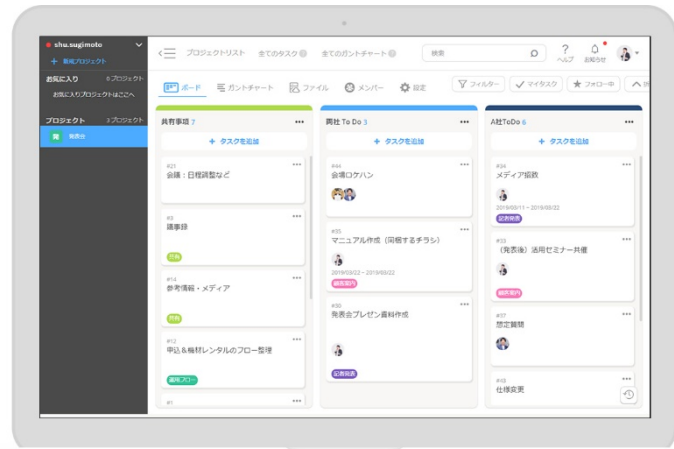 shu.sugimoto
+ 新規プロジェクト
お気に入り 0プロジェクト
お気に入りプロジェクトはここへ
プロジェクト 1プロジェクト
発 発表会
プロジェクトリスト 全てのタスク 全てのガントチャート 検索 ? ヘルプ お知らせ
ボード ガントチャート ファイル メンバー 設定 フィルター マイタスク フォロー中
共有事項 7
+ タスクを追加
#21
会議:日程調整など
#3
議事録
共有
#14
参考情報・メディア
共有
#12
申込&機材レンタルのフロー整理
運用フロー
#1
両社 To Do 3
+ タスクを追加
#44
会場ロケハン
#35
マニュアル作成(同梱するチラシ)
2019/03/22 - 2019/03/22
顧客案内
#30
発表会プレゼン資料作成
記者発表
A社ToDo 6
+ タスクを追加
#34
メディア招致
記者発表
#33
(発表後)活用セミナー共催
顧客案内
#37
想定質問
仕様変更